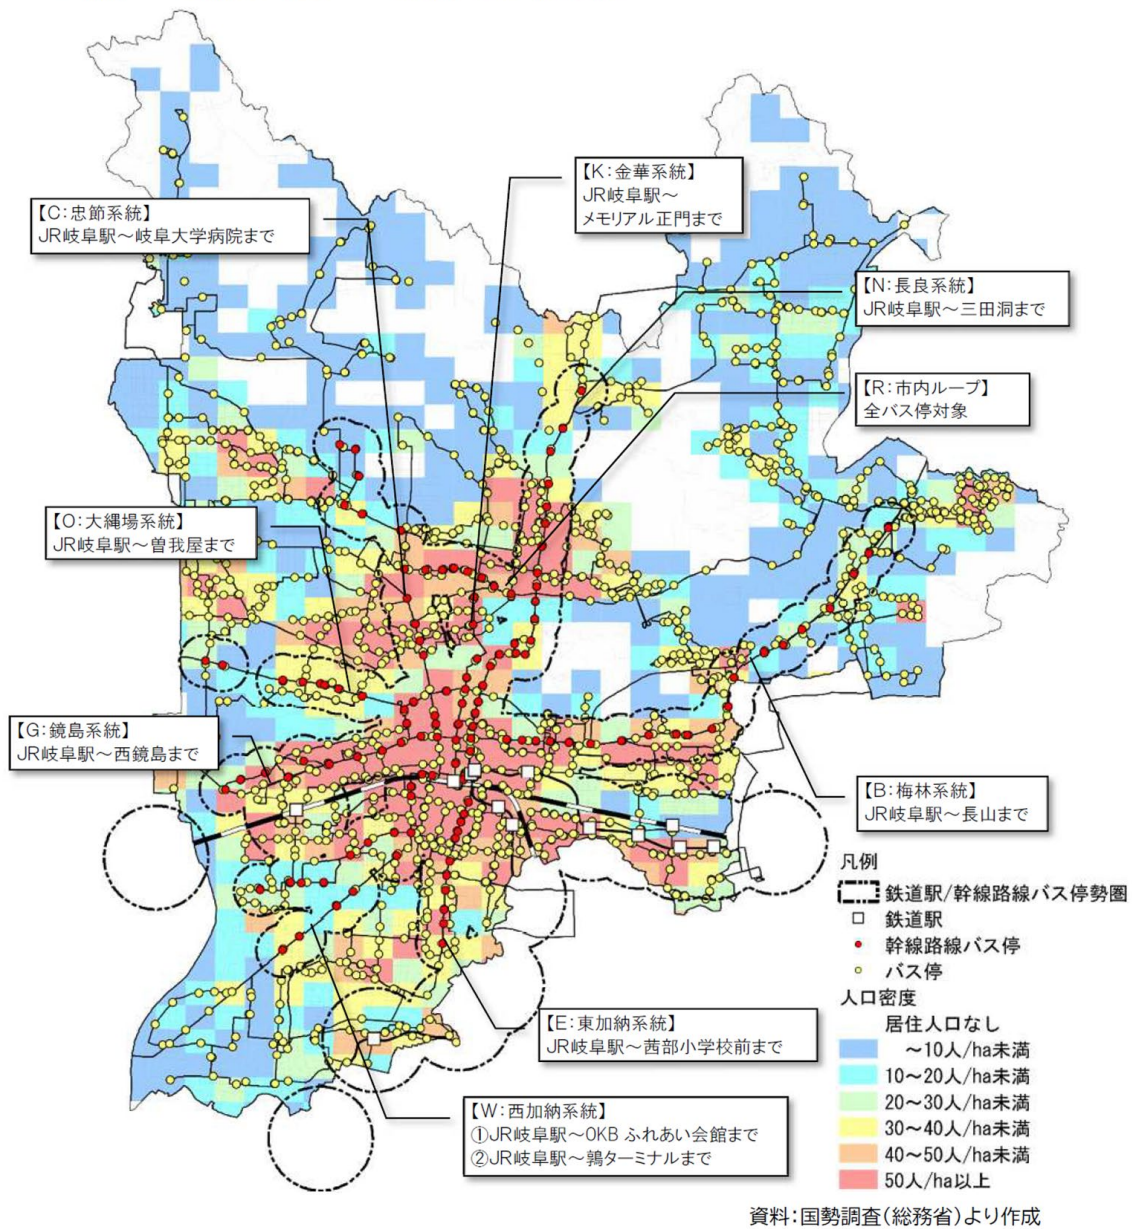 【K:金華系統】
JR岐阜駅～
メモリアル正門まで
【C:忠節系統】
JR岐阜駅～岐阜大学病院まで
【N:長良系統】
JR岐阜駅～三田洞まで
【R:市内ループ】
全バス停対象
【O:大縄場系統】
JR岐阜駅～曽我屋まで
【G:鏡島系統】
JR岐阜駅～西鏡島まで
【B:梅林系統】
JR岐阜駅～長山まで
【E:東加納系統】
JR岐阜駅～茜部小学校前まで
【W:西加納系統】
①JR岐阜駅～OKB ふれあい会館まで
②JR岐阜駅～鶉ターミナルまで
凡例
鉄道駅/幹線路線バス停勢圏
鉄道駅
幹線路線バス停
バス停
人口密度
居住人口なし
～10人/ha未満
10～20人/ha未満
20～30人/ha未満
30～40人/ha未満
40～50人/ha未満
50人/ha以上
資料:国勢調査(総務省)より作成